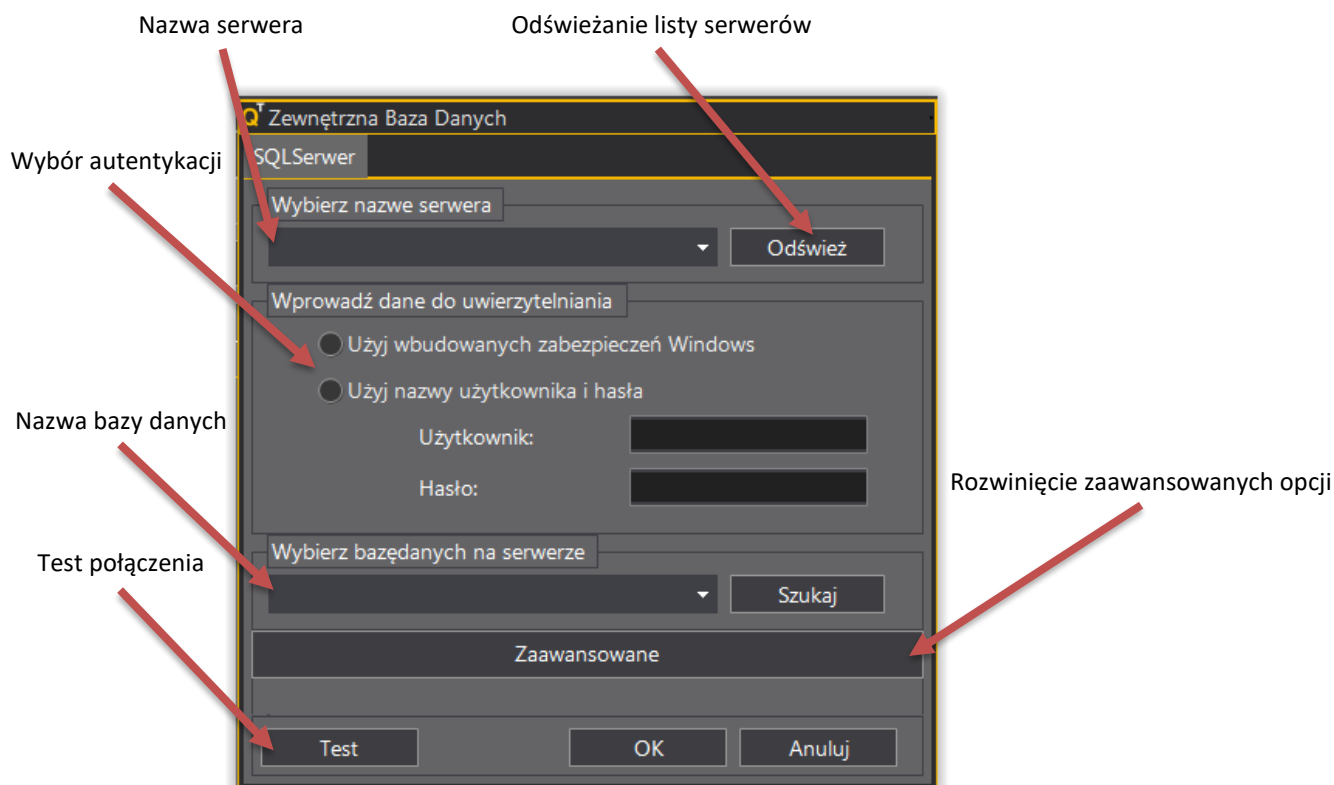 Nazwa serwera
Odświeżanie listy serwerów
Q^T Zewnętrzna Baza Danych
Wybór autentykacji
SQLSerwer
Wybierz nazwe serwera
Odśwież
Wprowadź dane do uwierzytelniania
Użyj wbudowanych zabezpieczeń Windows
Użyj nazwy użytkownika i hasła
Nazwa bazy danych
Użytkownik:
Hasło:
Rozwinięcie zaawansowanych opcji
Wybierz bazędanych na serwerze
Test połączenia
Szukaj
Zaawansowane
Test
OK
Anuluj